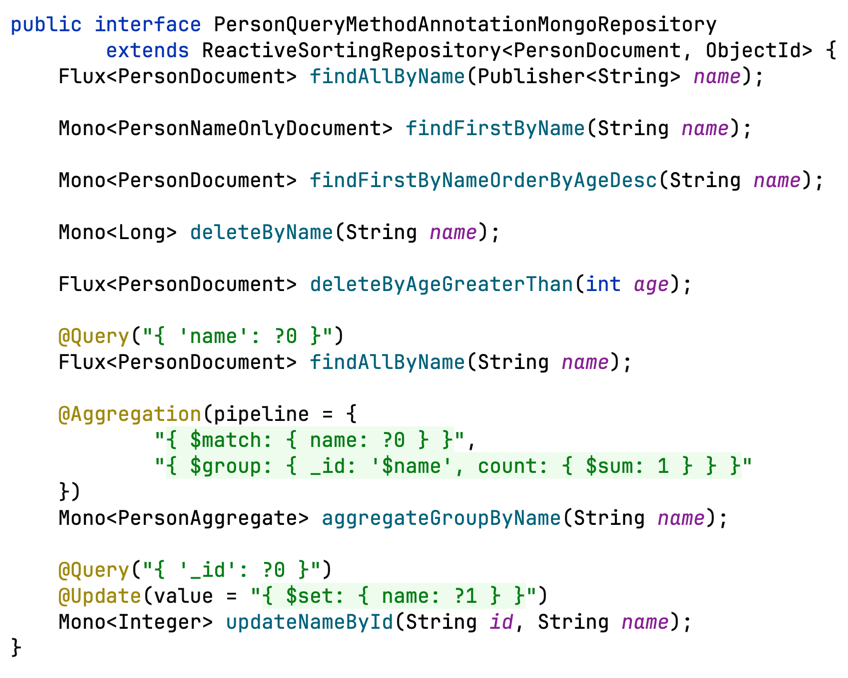 public interface PersonQueryMethodAnnotationMongoRepository
        extends ReactiveSortingRepository<PersonDocument, ObjectId> {
    Flux<PersonDocument> findAllByName(Publisher<String> name);

    Mono<PersonNameOnlyDocument> findFirstByName(String name);

    Mono<PersonDocument> findFirstByNameOrderByAgeDesc(String name);

    Mono<Long> deleteByName(String name);

    Flux<PersonDocument> deleteByAgeGreaterThan(int age);

    @Query("{ 'name': ?0 }")
    Flux<PersonDocument> findAllByName(String name);

    @Aggregation(pipeline = {
            "{ $match: { name: ?0 } }",
            "{ $group: { _id: '$name', count: { $sum: 1 } } }"
    })
    Mono<PersonAggregate> aggregateGroupByName(String name);

    @Query("{ '_id': ?0 }")
    @Update(value = "{ $set: { name: ?1 } }")
    Mono<Integer> updateNameById(String id, String name);
}